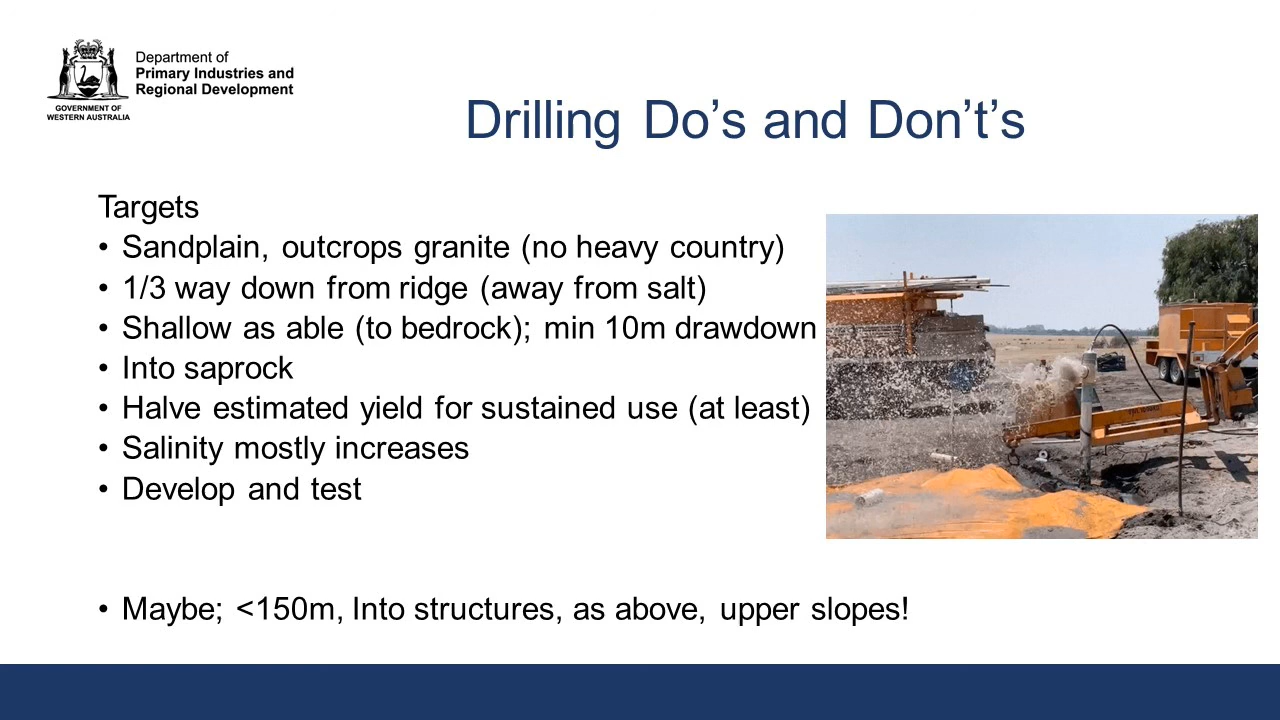 Department of
Primary Industries and
Regional Development
GOVERNMENT OF
WESTERN AUSTRALIA
Drilling Do’s and Don’t’s
Targets
• Sandplain, outcrops granite (no heavy country)
• 1/3 way down from ridge (away from salt)
• Shallow as able (to bedrock); min 10m drawdown
• Into saprock
• Halve estimated yield for sustained use (at least)
• Salinity mostly increases
• Develop and test
• Maybe; <150m, Into structures, as above, upper slopes!